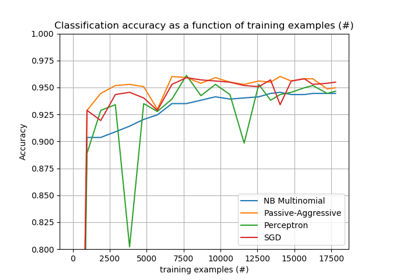 Classification accuracy as a function of training examples (#)
1.000
0.975
0.950
0.925
0.900
0.875
0.850
0.825
0.800
Accuracy
NB Multinomial
Passive-Aggressive
Perceptron
SGD
0 2500 5000 7500 10000 12500 15000 17500
training examples (#)